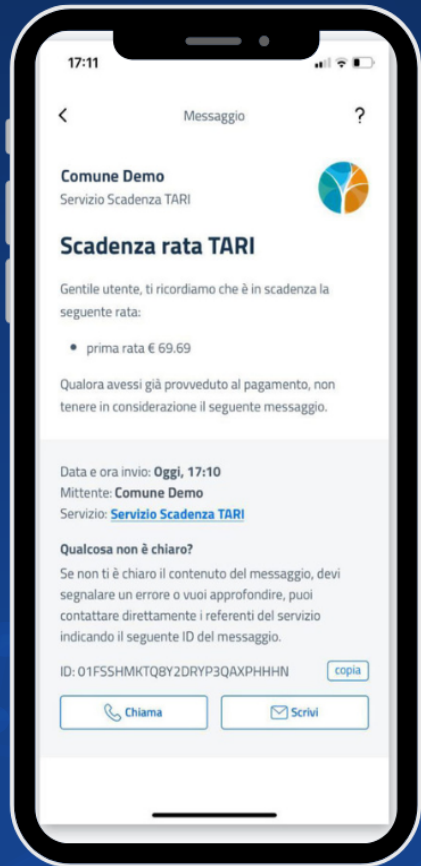 17:11
Messaggio ?
Comune Demo
Servizio Scadenza TARI
Scadenza rata TARI
Gentile utente, ti ricordiamo che è in scadenza la
seguente rata:
• prima rata € 69.69
Qualora avessi già provveduto al pagamento, non
tenere in considerazione il seguente messaggio.
Data e ora invio: Oggi, 17:10
Mittente: Comune Demo
Servizio: Servizio Scadenza TARI
Qualcosa non è chiaro?
Se non ti è chiaro il contenuto del messaggio, devi
segnalare un errore o vuoi approfondire, puoi
contattare direttamente i referenti del servizio
indicando il seguente ID del messaggio.
ID: 01FSSHMKTQ8Y2DRYP3QAXPHHHN copia
Chiama Scrivi